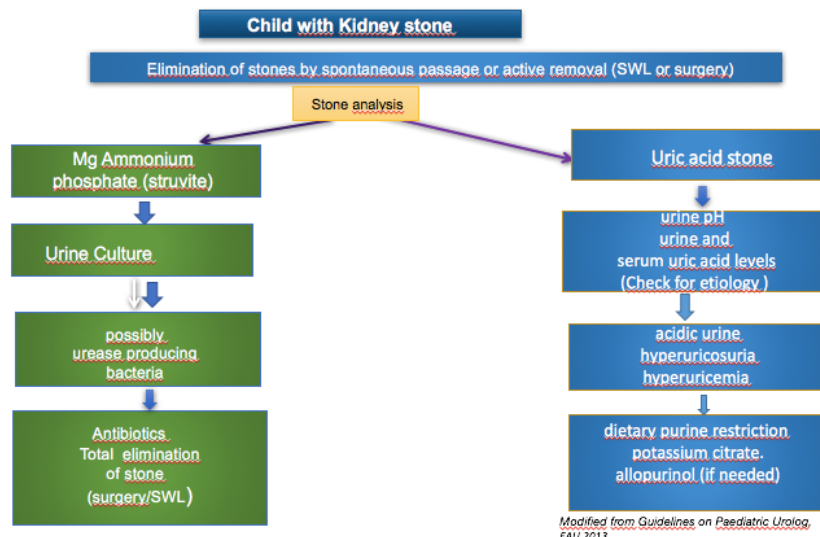 Child with Kidney stone
Elimination of stones by spontaneous passage or active removal (SWL or surgery)
Stone analysis
Mg Ammonium
phosphate (struvite)
Urine Culture
possibly
urease producing
bacteria
Antibiotics
Total elimination
of stone
(surgery/SWL)
Uric acid stone
urine pH
urine and
serum uric acid levels
(Check for etiology )
acidic urine
hyperuricosuria
hyperuricemia
dietary purine restriction
potassium citrate.
allopurinol (if needed)
Modified from Guidelines on Paediatric Urolog,
EAU 2013